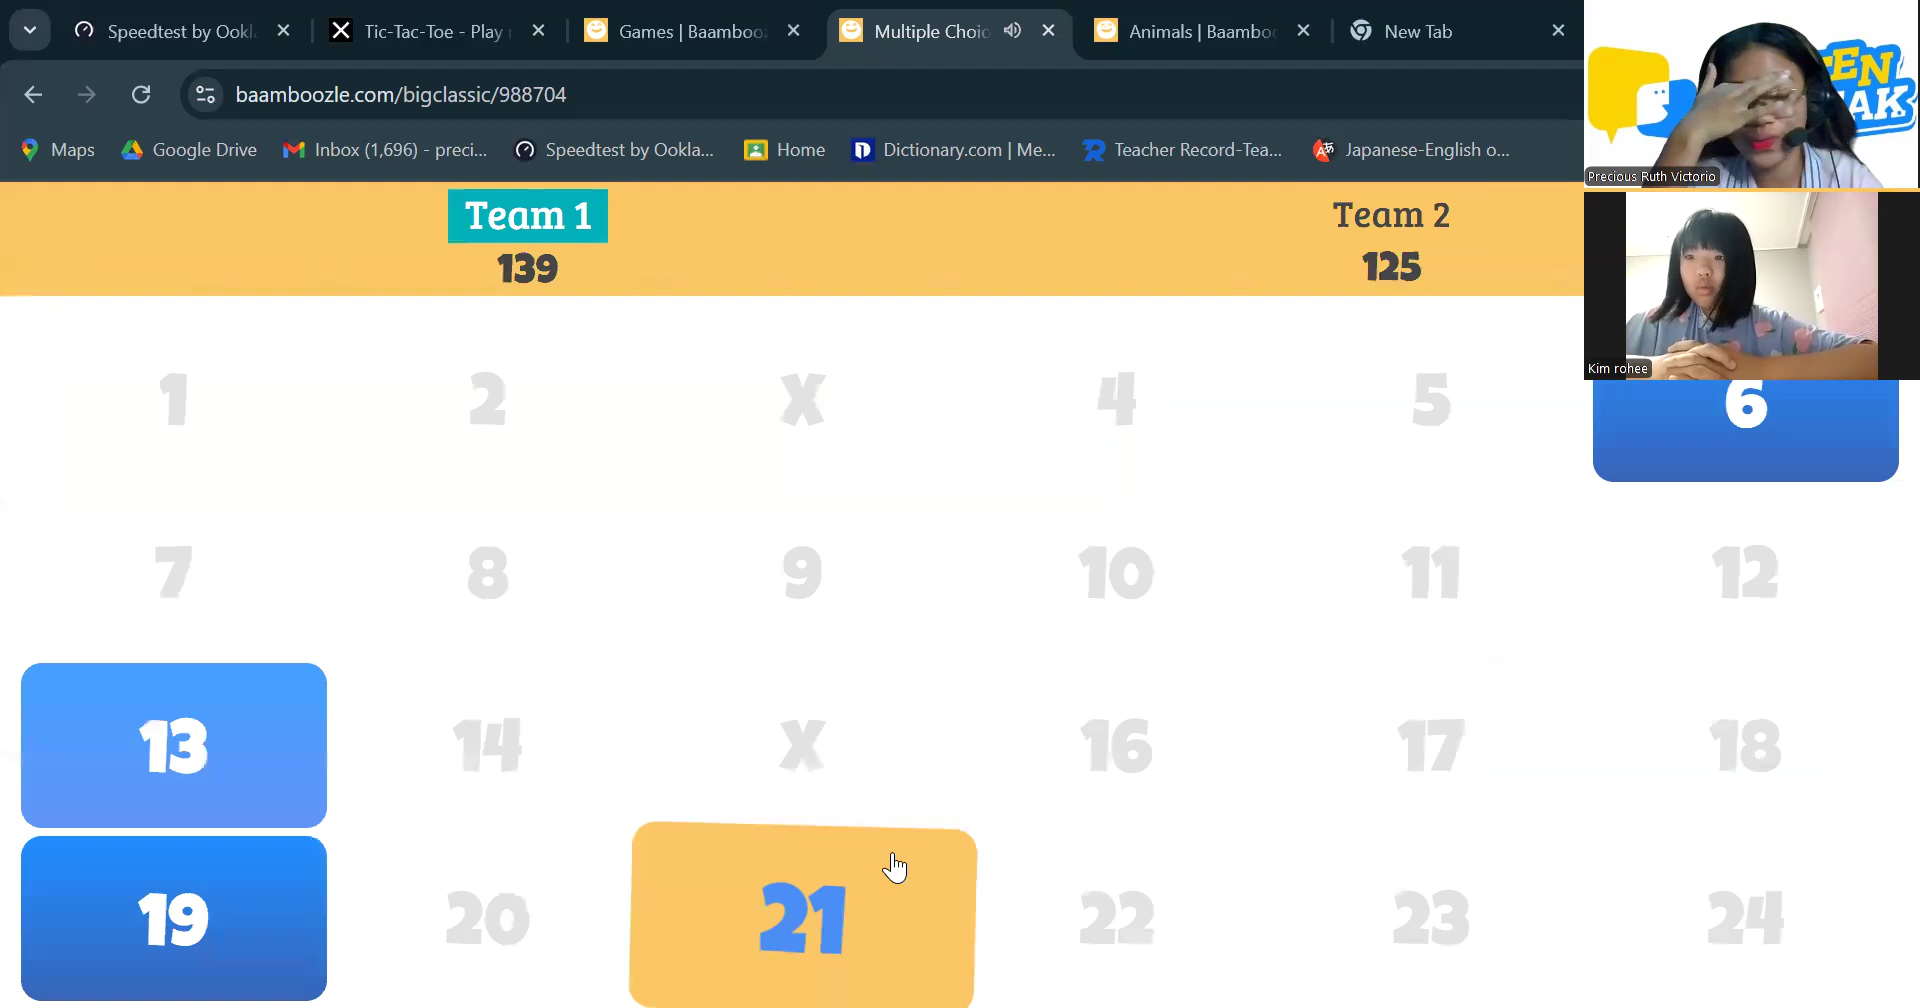 Speedtest by Ookl
Tic-Tac-Toe - Play
Games | Baamboo
Multiple Choic
Animals | Bambo
New Tab
baamboozle.com/bigclassic/988704
Maps
Google Drive
Inbox (1,696) - preci...
Speedtest by Ookla...
Home
Dictionary.com | Me...
Teacher Record-Tea...
Japanese-English o...
EN
AK
Precious Ruth Victorio
Kim rohee
Team 1
139
Team 2
125
1 2 X 4 5 6
7 8 9 10 11 12
13 14 X 16 17 18
19 20 21 22 23 24